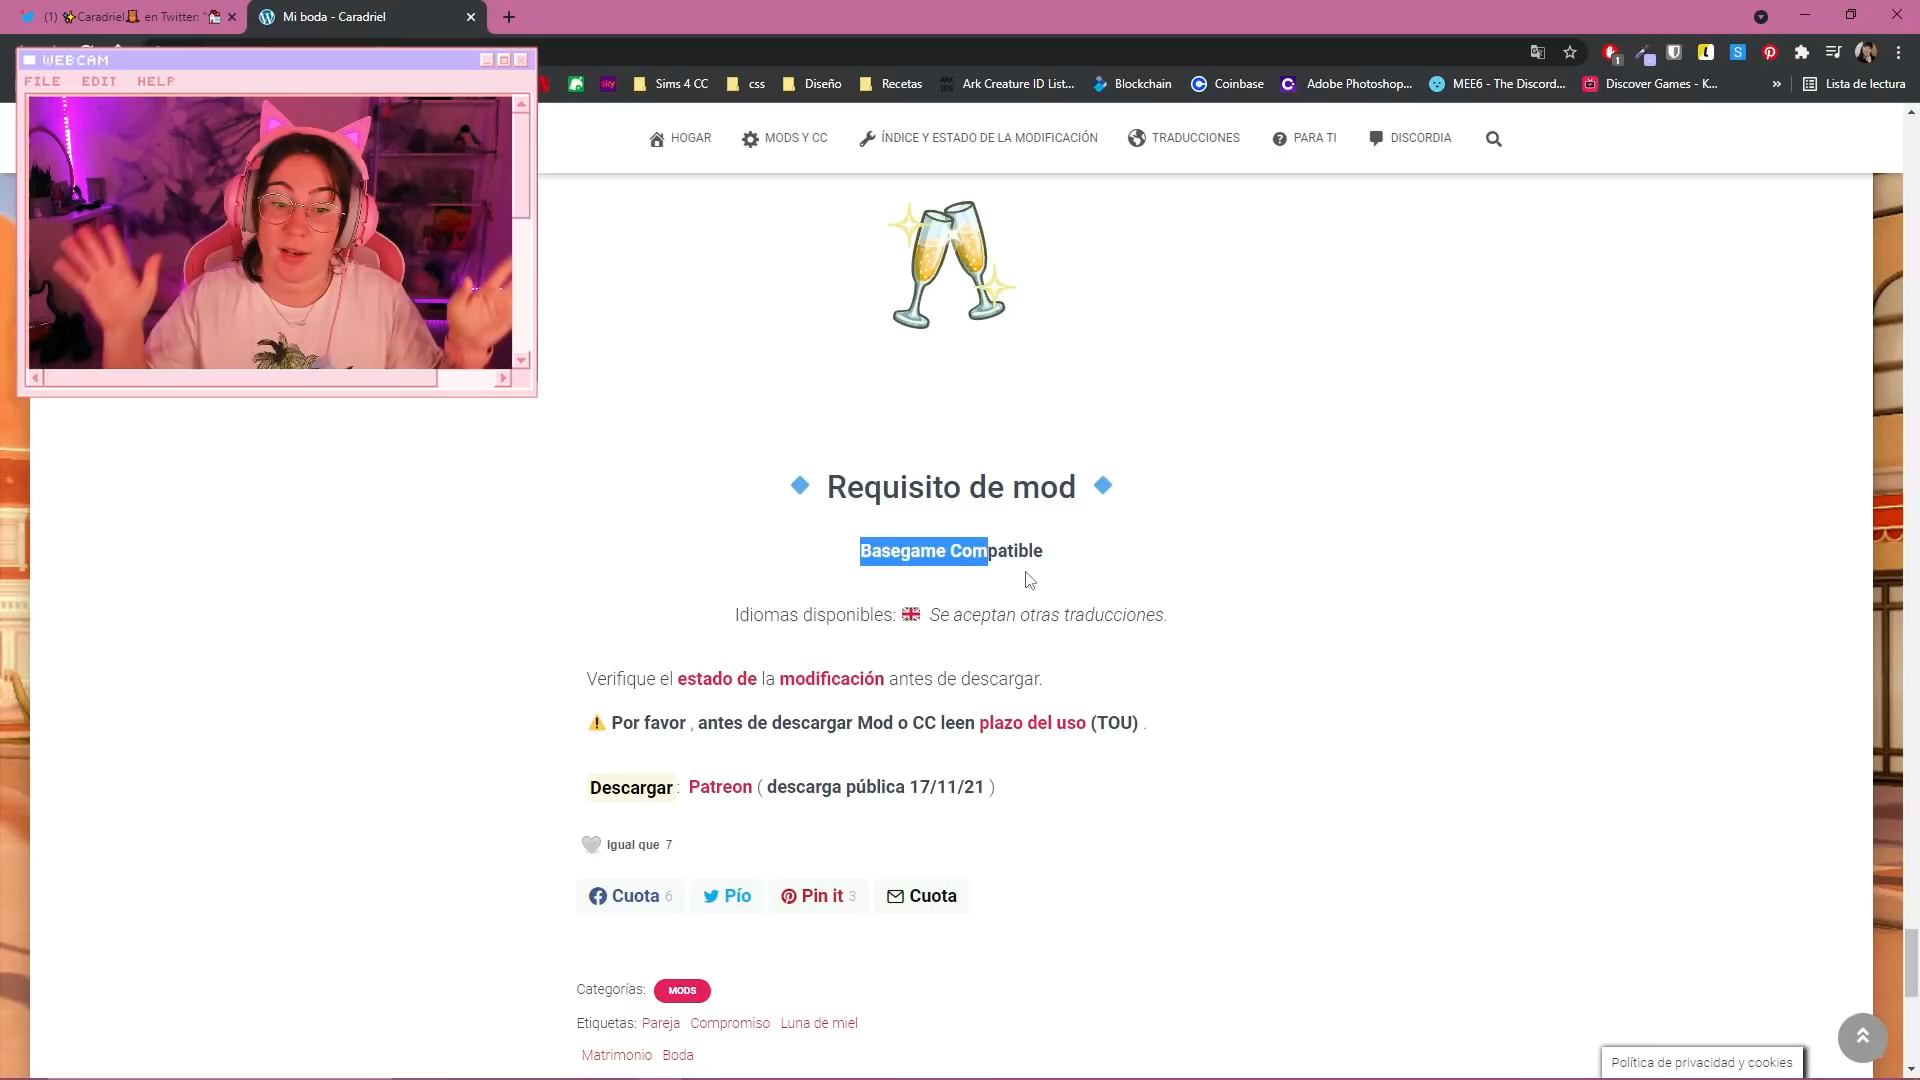 (1) ✨Caradriel🧸 en Twitter: "
Mi boda - Caradriel
WEBCAM
FILE EDIT HELP
sky
Sims 4 CC
css
Diseño
Recetas
Ark Creature ID List...
Blockchain
Coinbase
Adobe Photoshop...
MEE6 - The Discord...
Discover Games - K...
»
Lista de lectura
HOGAR
MODS Y CC
ÍNDICE Y ESTADO DE LA MODIFICACIÓN
TRADUCCIONES
PARA TI
DISCORDIA
🔹 Requisito de mod 🔹
Basegame Compatible
Idiomas disponibles: 🇬🇧 Se aceptan otras traducciones.
Verifique el estado de la modificación antes de descargar.
⚠ Por favor , antes de descargar Mod o CC leen plazo del uso (TOU) .
Descargar : Patreon ( descarga pública 17/11/21 )
Igual que 7
Cuota 6 Pío Pin it 3 Cuota
Categorías: MODS
Etiquetas: Pareja Compromiso Luna de miel
Matrimonio Boda
Política de privacidad y cookies